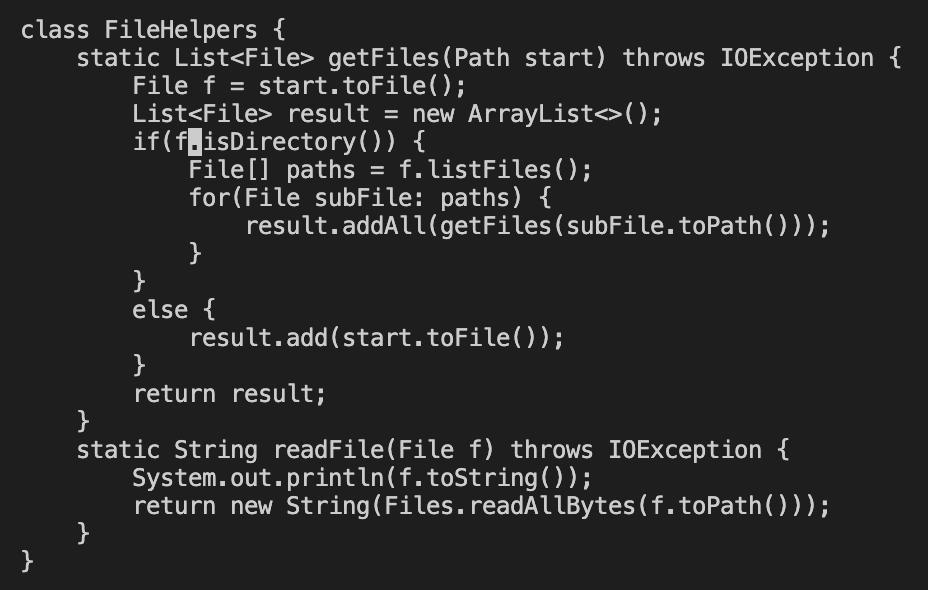 class FileHelpers {
    static List<File> getFiles(Path start) throws IOException {
        File f = start.toFile();
        List<File> result = new ArrayList<>();
        if(f.isDirectory()) {
            File[] paths = f.listFiles();
            for(File subFile: paths) {
                result.addAll(getFiles(subFile.toPath()));
            }
        }
        else {
            result.add(start.toFile());
        }
        return result;
    }
    static String readFile(File f) throws IOException {
        System.out.println(f.toString());
        return new String(Files.readAllBytes(f.toPath()));
    }
}